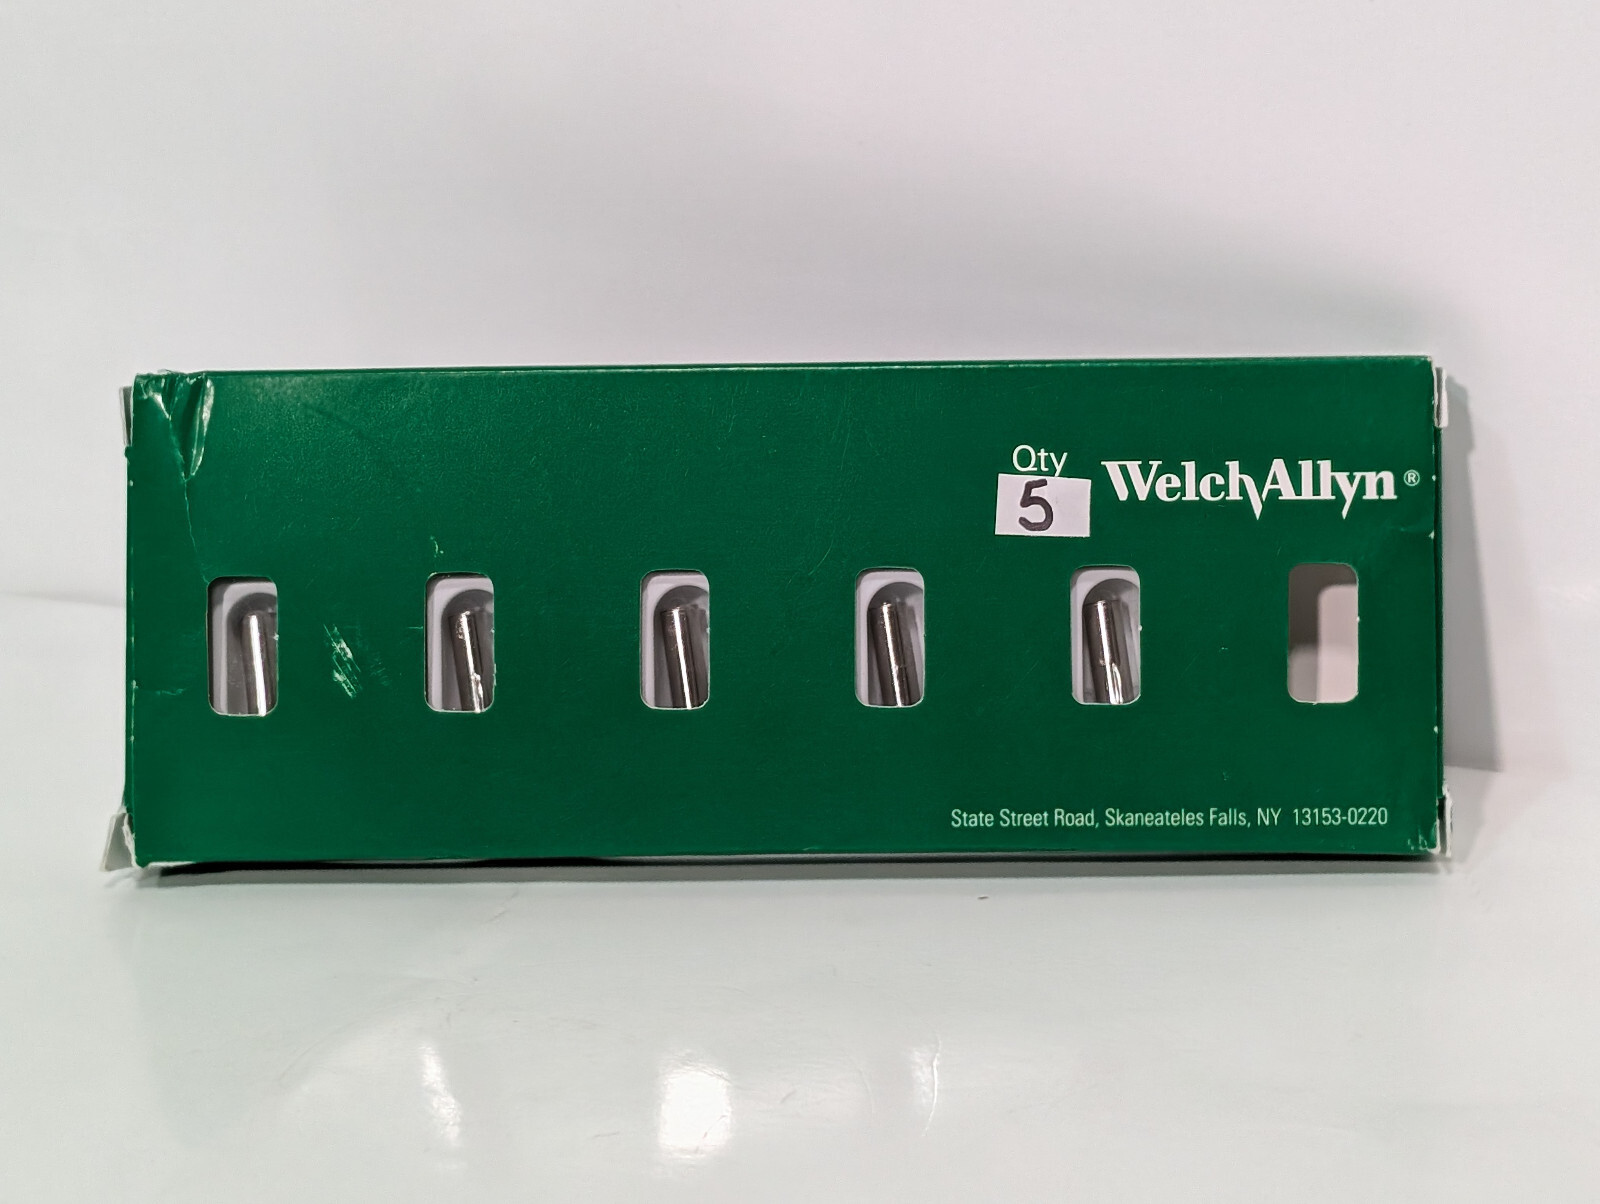 Qty
5
WelchAllyn®
State Street Road, Skaneateles Falls, NY 13153-0220